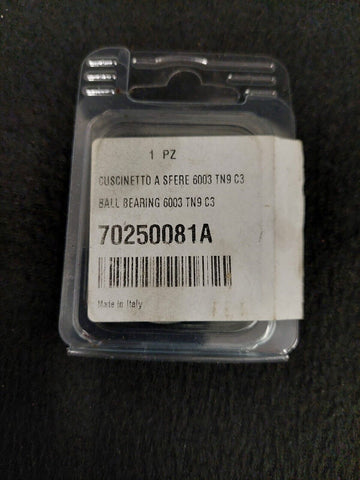 1 PZ
CUSCINETTO A SFERE 6003 TN9 C3
BALL BEARING 6003 TN9 C3
70250081A
Made in Italy